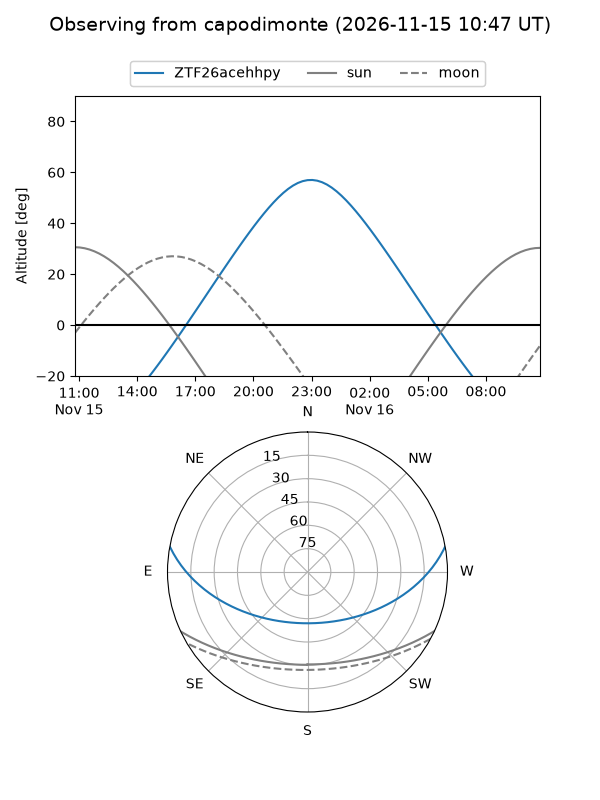 Observing from capodimonte (2026-11-15 10:47 UT)
ZTF26acehhpy sun moon
80
60
40
20
0
−20
Altitude [deg]
11:00 14:00 17:00 20:00 23:00 02:00 05:00 08:00
Nov 15 Nov 16
N
NE NW
15
30
45
60
75
E W
SE SW
S